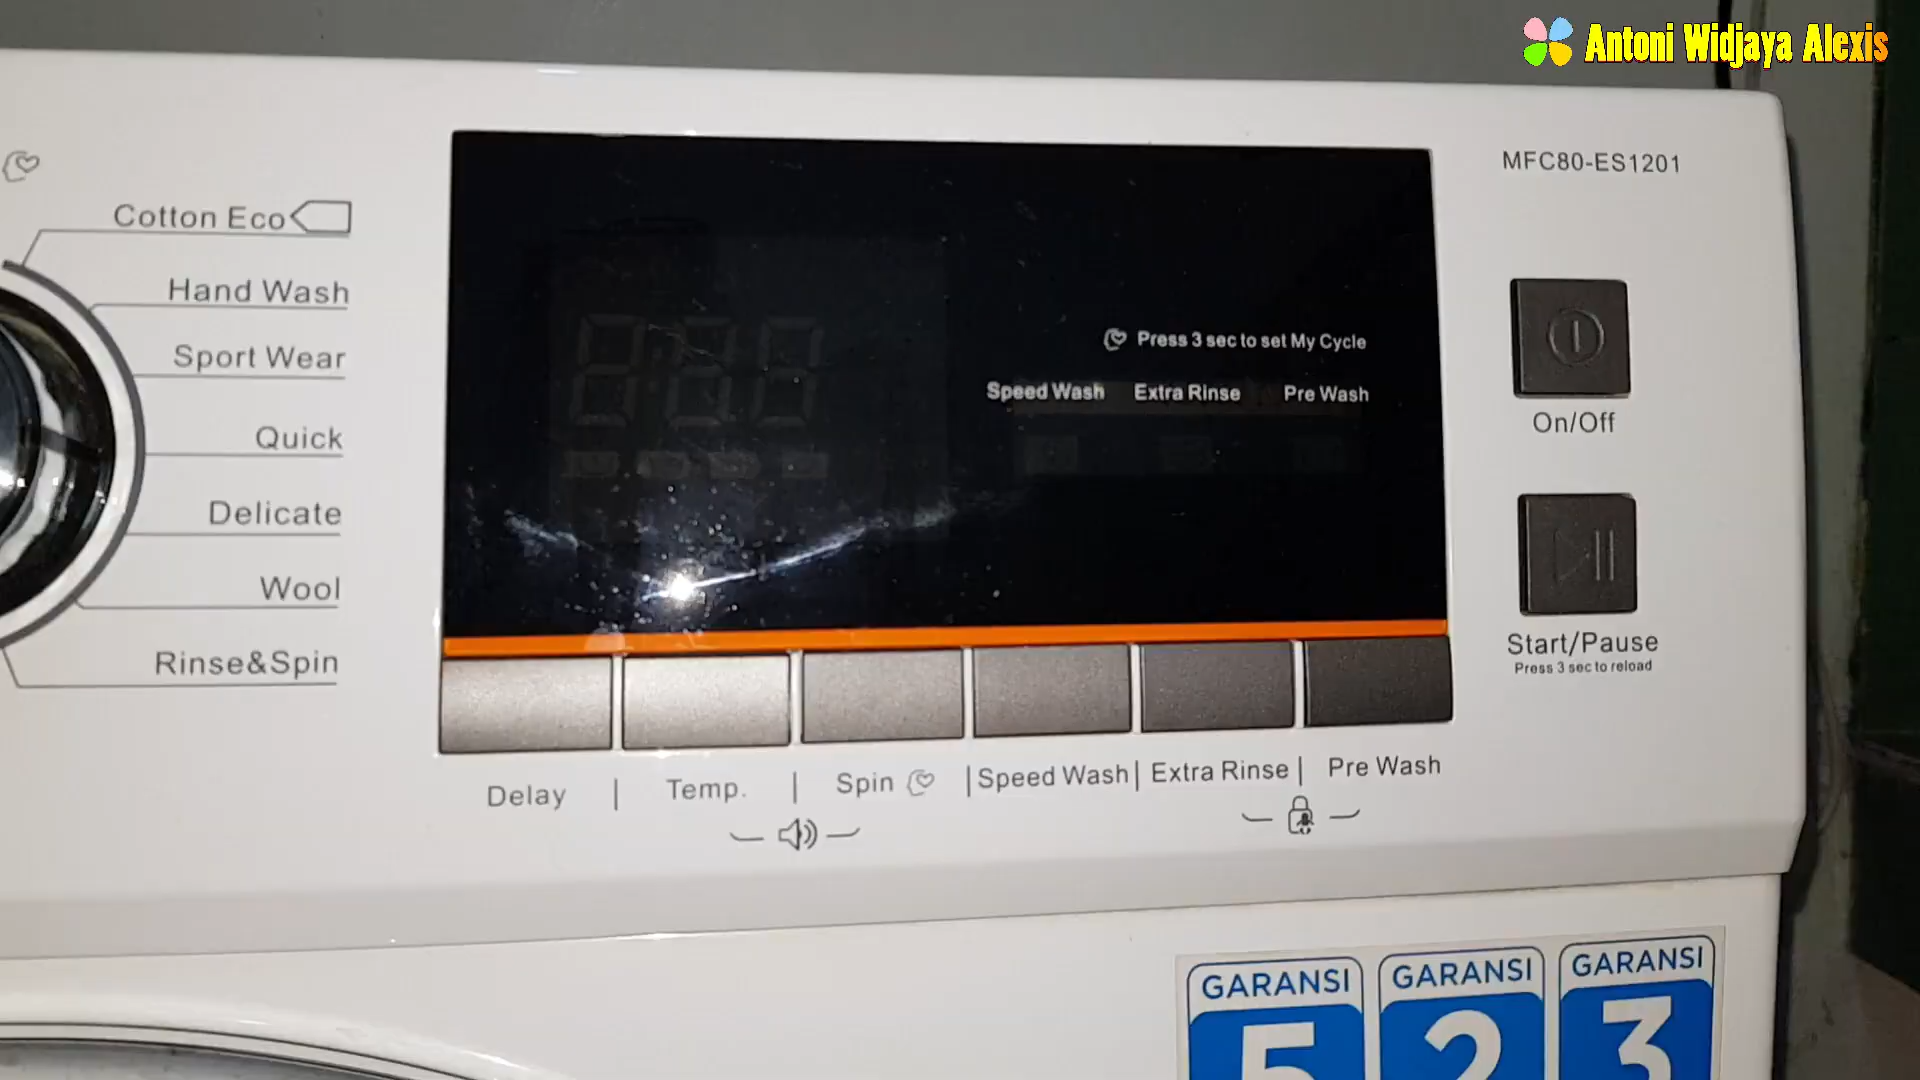 Antoni Widjaya Alexis
MFC80-ES1201
Cotton Eco
Hand Wash
Sport Wear
Quick
Delicate
Wool
Rinse&Spin
Press 3 sec to set My Cycle
Speed Wash Extra Rinse Pre Wash
On/Off
Start/Pause
Press 3 sec to reload
Delay | Temp. | Spin | Speed Wash | Extra Rinse | Pre Wash
GARANSI GARANSI GARANSI
5 2 3